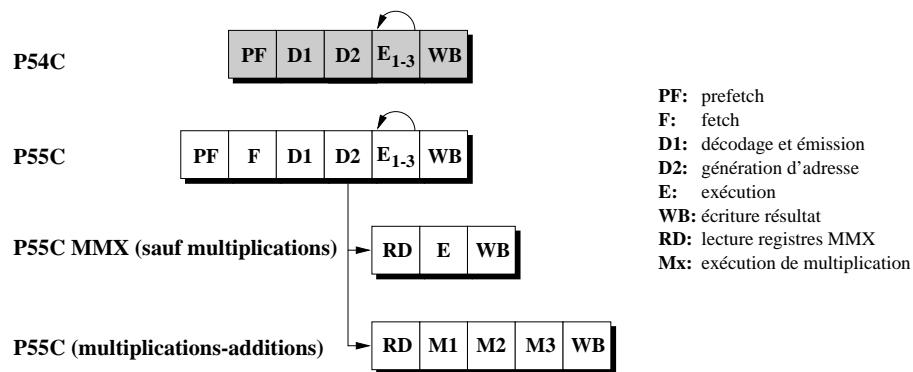 P54C
PF D1 D2 E1-3 WB
P55C
PF F D1 D2 E1-3 WB
P55C MMX (sauf multiplications)
RD E WB
P55C (multiplications-additions)
RD M1 M2 M3 WB
PF: prefetch
F: fetch
D1: décodage et émission
D2: génération d'adresse
E: exécution
WB: écriture résultat
RD: lecture registres MMX
Mx: exécution de multiplication